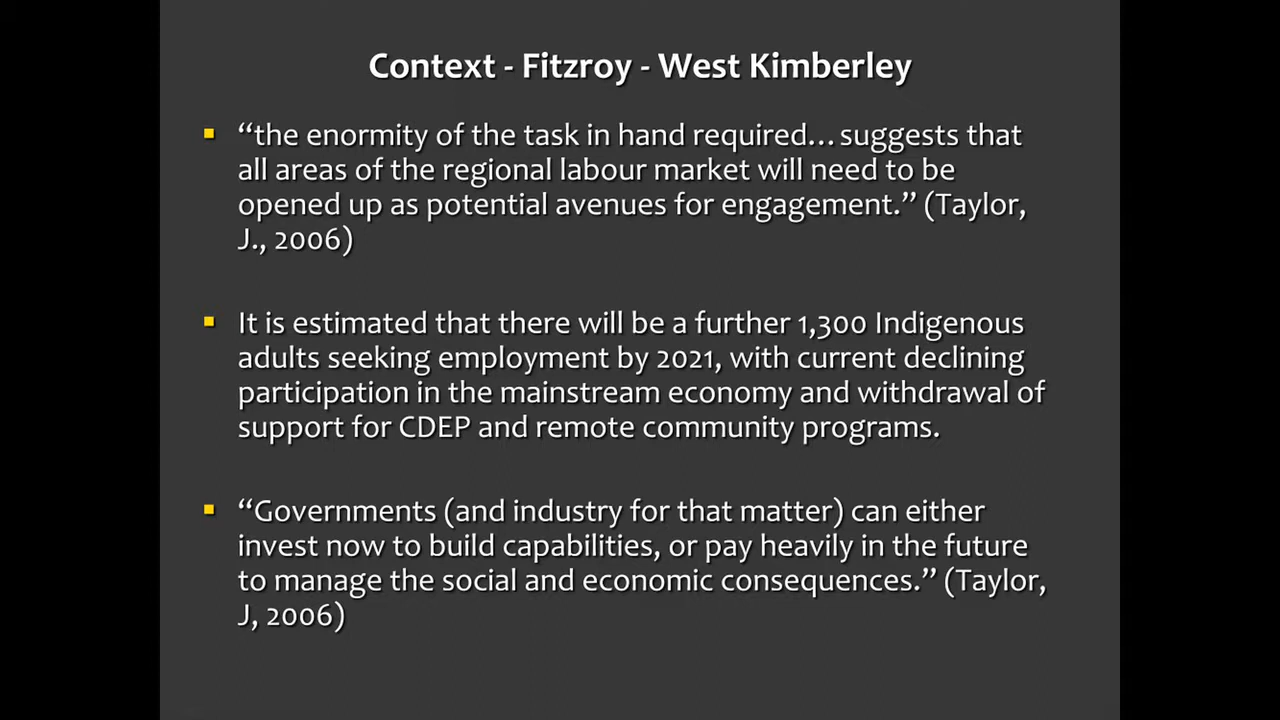 Context - Fitzroy - West Kimberley
“the enormity of the task in hand required… suggests that
all areas of the regional labour market will need to be
opened up as potential avenues for engagement.” (Taylor,
J., 2006)
It is estimated that there will be a further 1,300 Indigenous
adults seeking employment by 2021, with current declining
participation in the mainstream economy and withdrawal of
support for CDEP and remote community programs.
“Governments (and industry for that matter) can either
invest now to build capabilities, or pay heavily in the future
to manage the social and economic consequences.” (Taylor,
J, 2006)